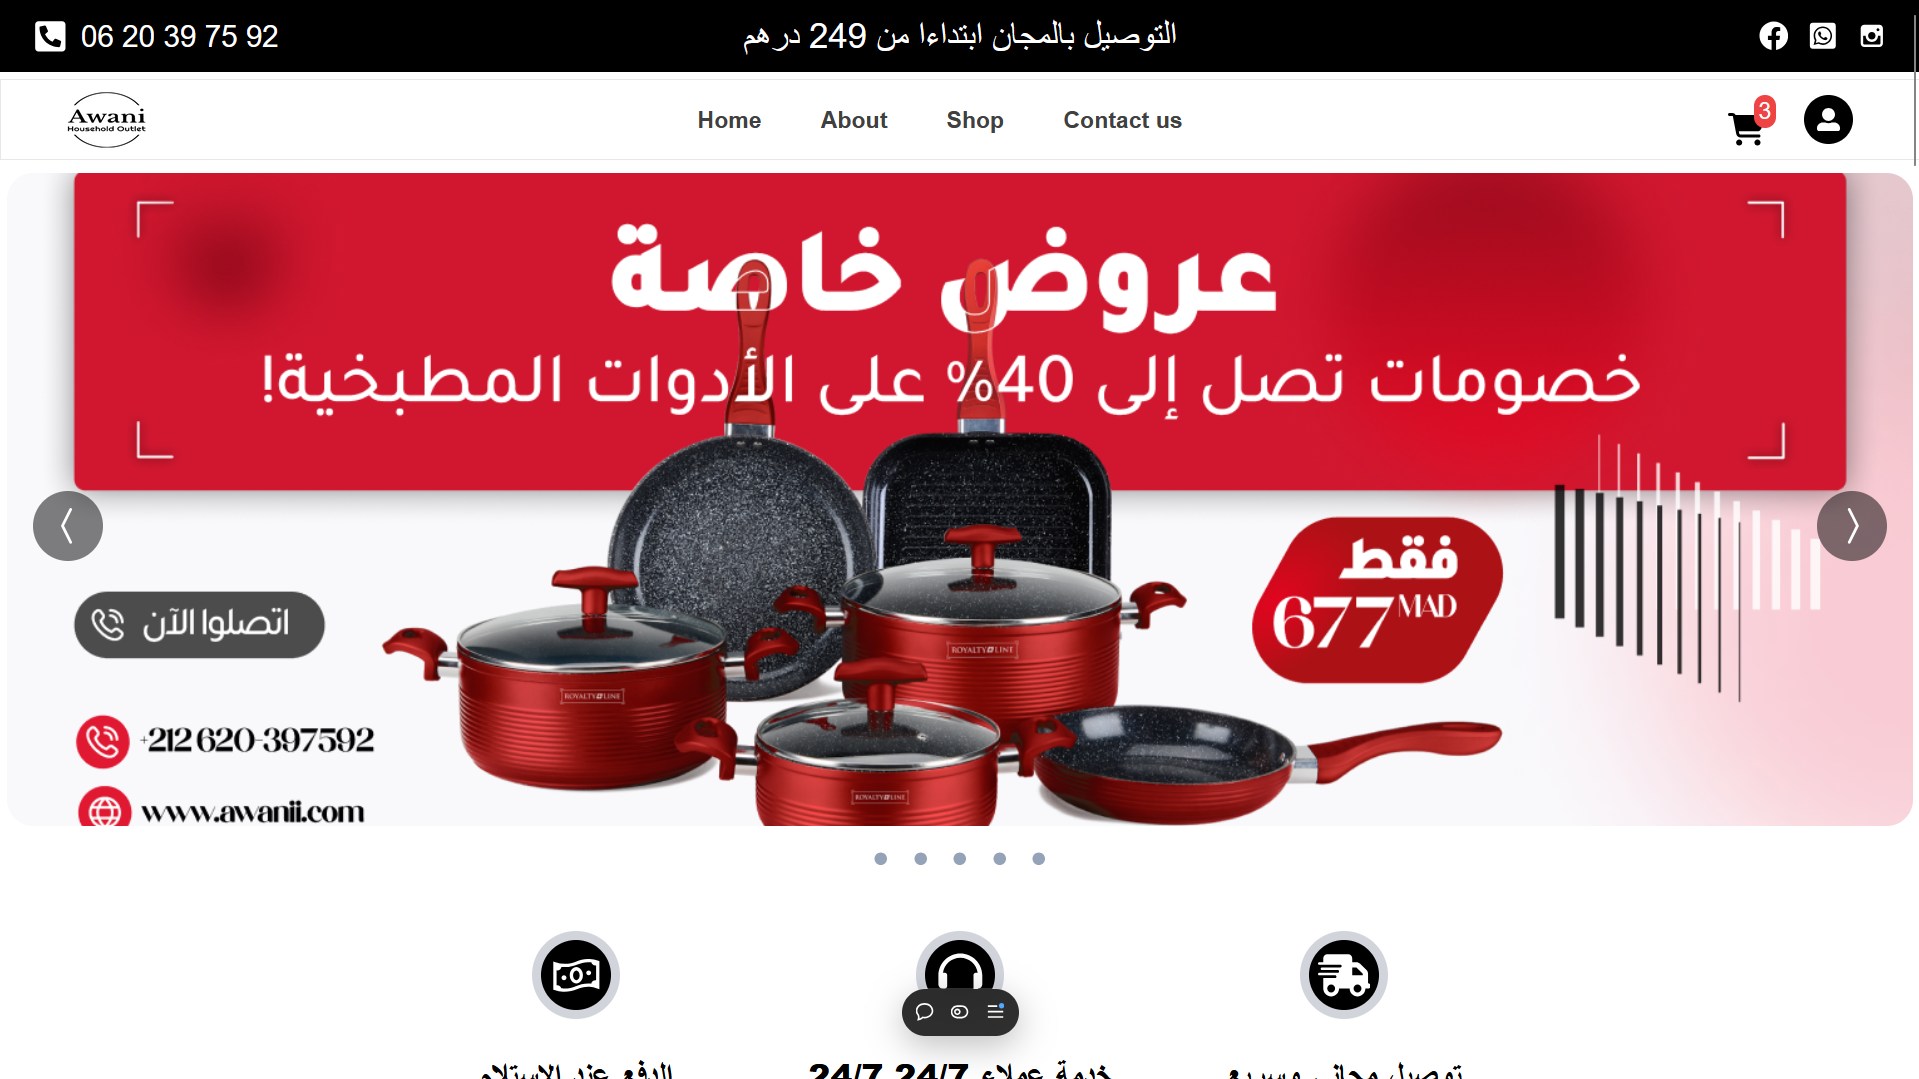 06 20 39 75 92
التوصيل بالمجان ابتداءا من 249 درهم
Awani
Household Outlet
Home
About
Shop
Contact us
3
عروض خاصة
خصومات تصل إلى 40% على الأدوات المطبخية!
فقط
677 MAD
اتصلوا الآن
ROYALTY LINE
ROYALTY LINE
ROYALTY LINE
+212 620-397592
www.awanii.com
الدفع عند الاستلام
خدمة عملاء 24/7 24/7
توصيل مجاني وسريع